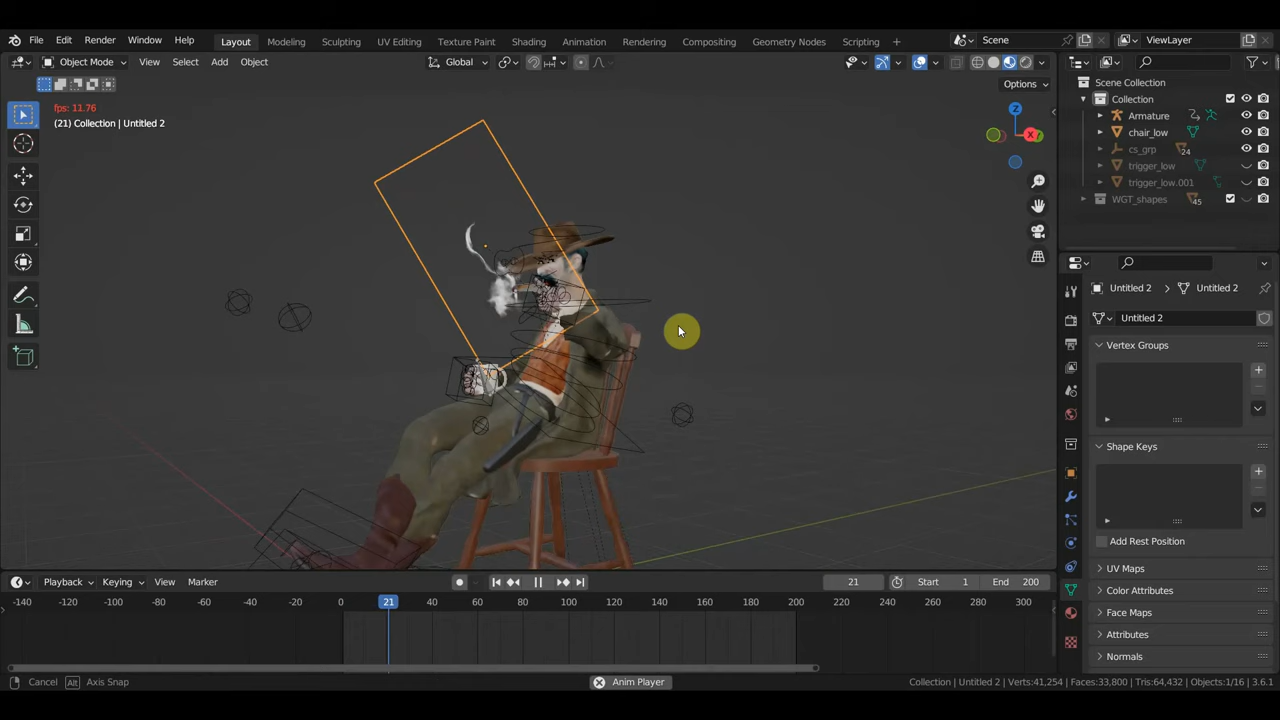 File Edit Render Window Help
Layout Modeling Sculpting UV Editing Texture Paint Shading Animation Rendering Compositing Geometry Nodes Scripting +
Scene
ViewLayer
Object Mode View Select Add Object
Global
Options
fps: 11.76
(21) Collection | Untitled 2
Z
X
Scene Collection
Collection
Armature
chair_low
cs_grp 24
trigger_low
trigger_low.001
WGT_shapes 45
Untitled 2 > Untitled 2
Untitled 2
Vertex Groups
Shape Keys
Add Rest Position
UV Maps
Color Attributes
Face Maps
Attributes
Normals
Playback Keying View Marker
21
Start 1
End 200
-140 -120 -100 -80 -60 -40 -20 0 21 40 60 80 100 120 140 160 180 200 220 240 260 280 300
Cancel Alt Axis Snap
Anim Player
Collection | Untitled 2 | Verts:41,254 | Faces:33,800 | Tris:64,432 | Objects:1/16 | 3.6.1